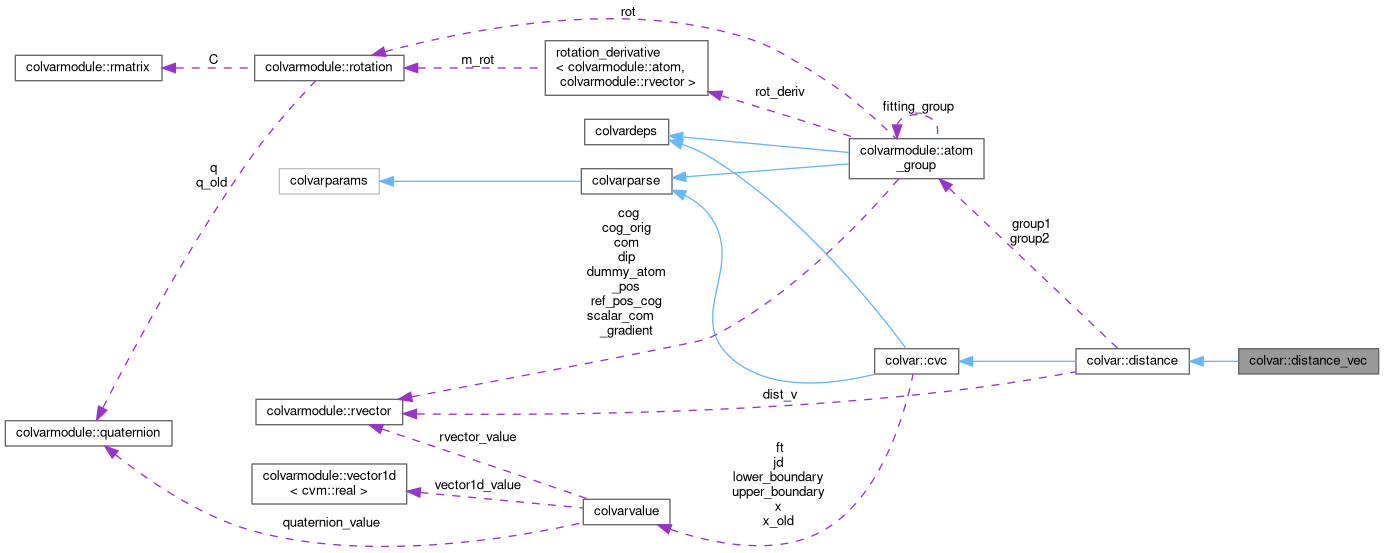 rot
colvarmodule::rmatrix
C
colvarmodule::rotation
m_rot
rotation_derivative
< colvarmodule::atom,
colvarmodule::rvector >
rot_deriv
fitting_group
colvardeps
colvarmodule::atom
_group
q
q_old
colvarparams
colvarparse
cog
cog_orig
com
dip
dummy_atom
_pos
ref_pos_cog
scalar_com
_gradient
group1
group2
colvar::cvc
colvar::distance
colvar::distance_vec
dist_v
colvarmodule::rvector
colvarmodule::quaternion
rvector_value
ft
jd
lower_boundary
upper_boundary
x
x_old
colvarmodule::vector1d
< cvm::real >
vector1d_value
colvarvalue
quaternion_value